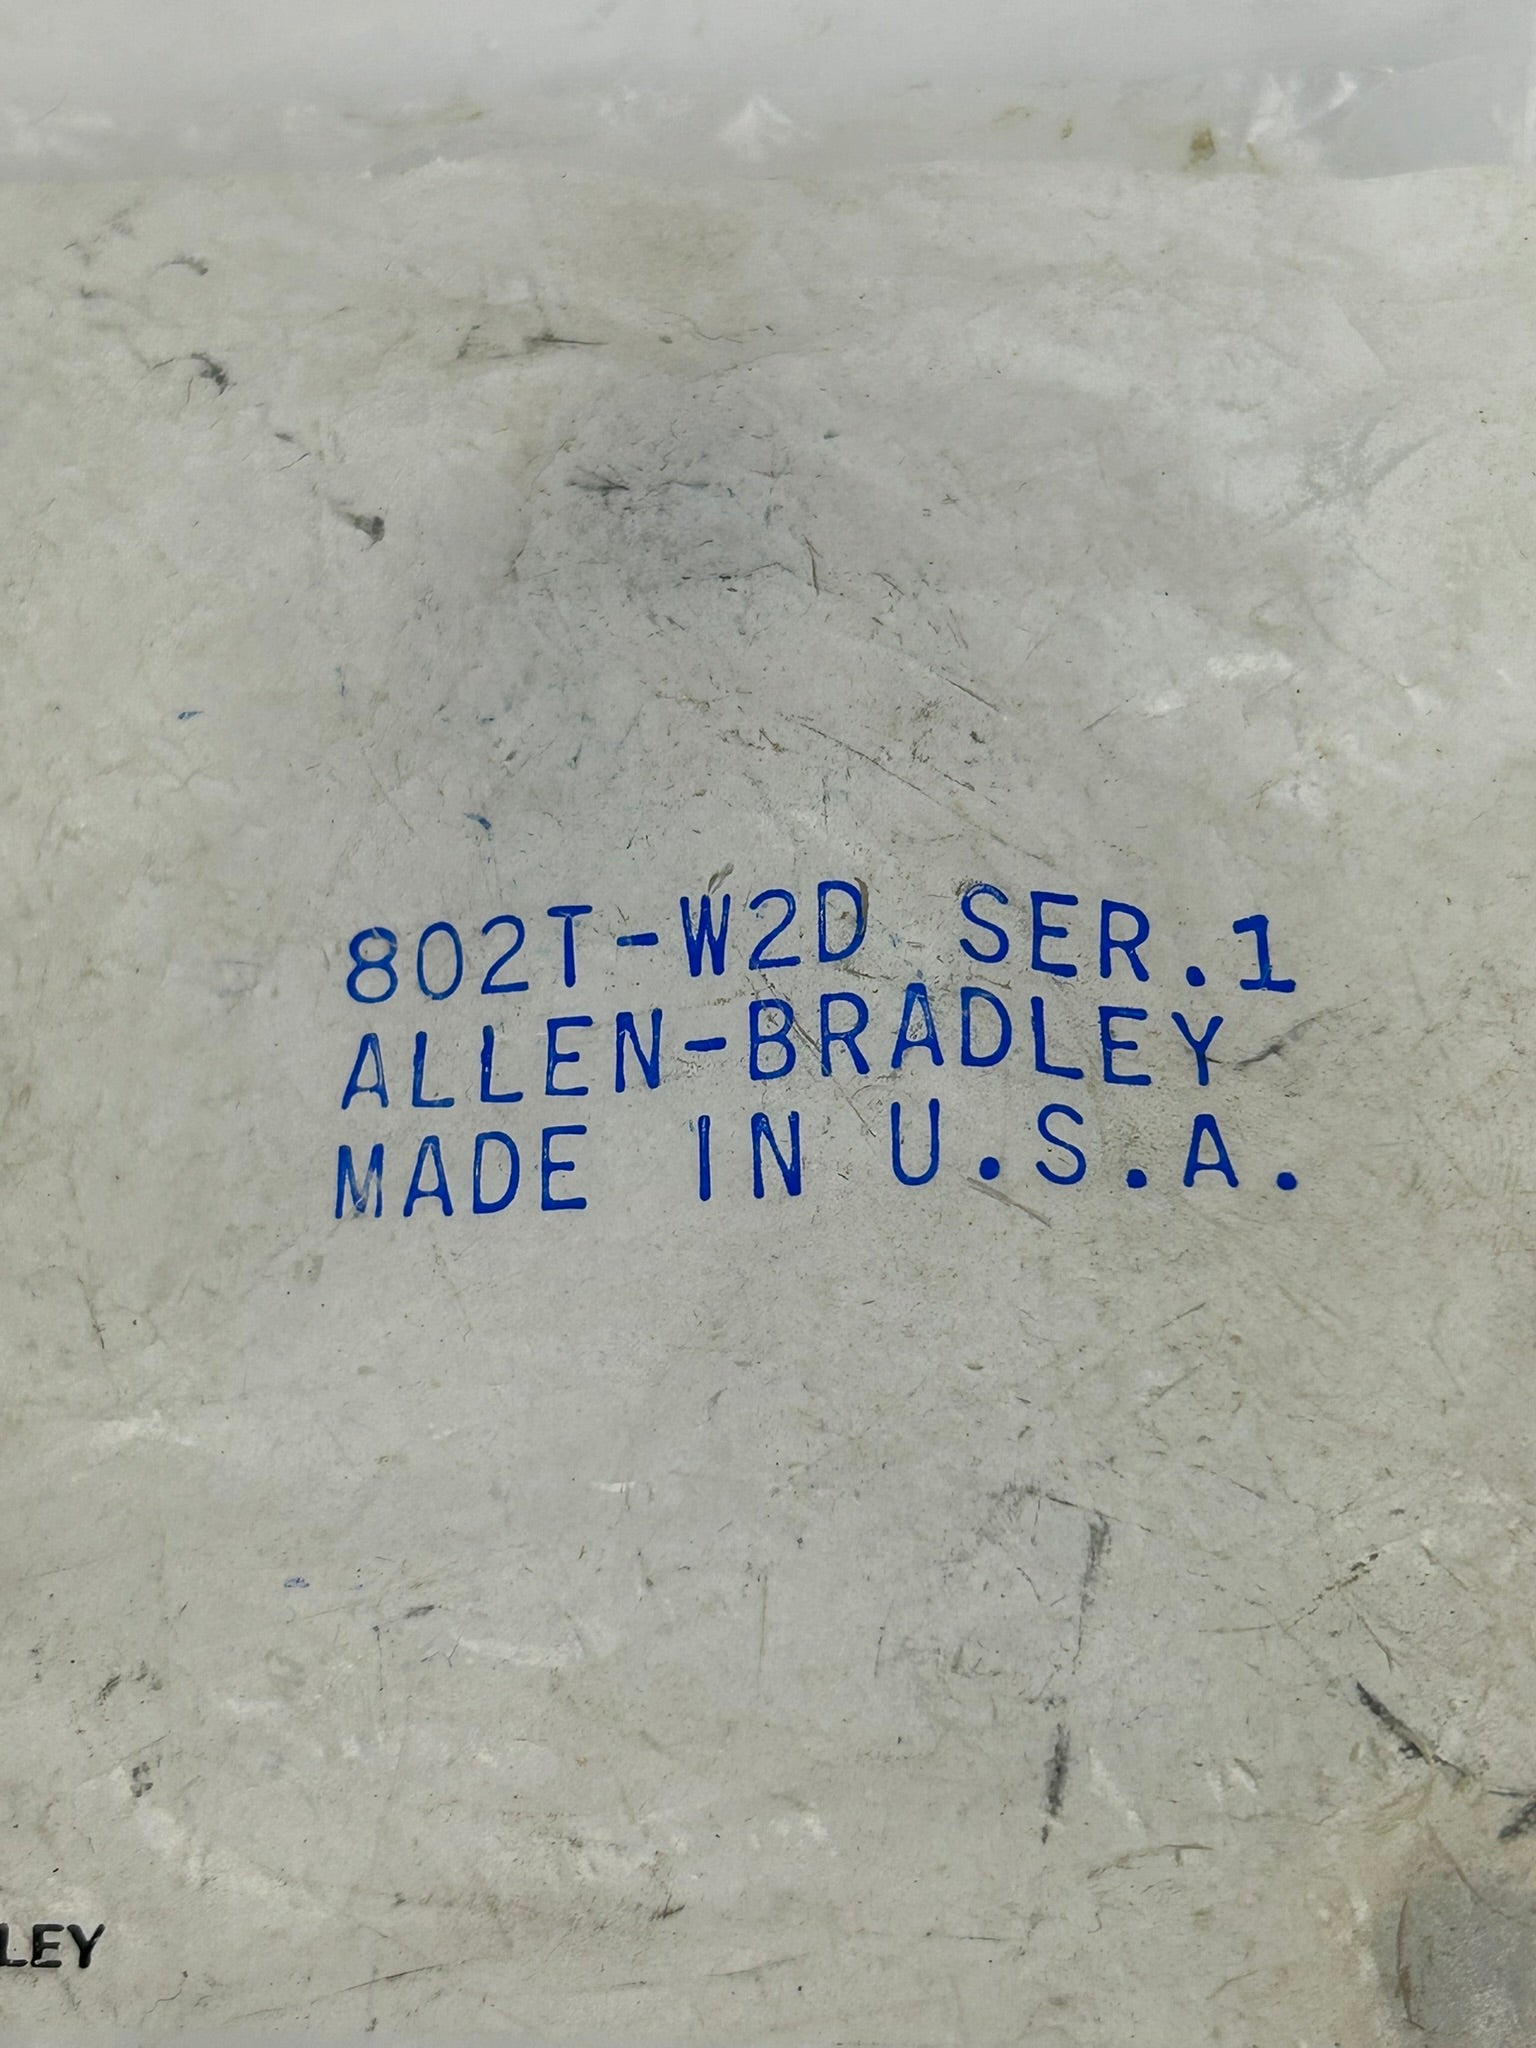 802T-W2D SER.1
ALLEN-BRADLEY
MADE IN U.S.A.
LEY